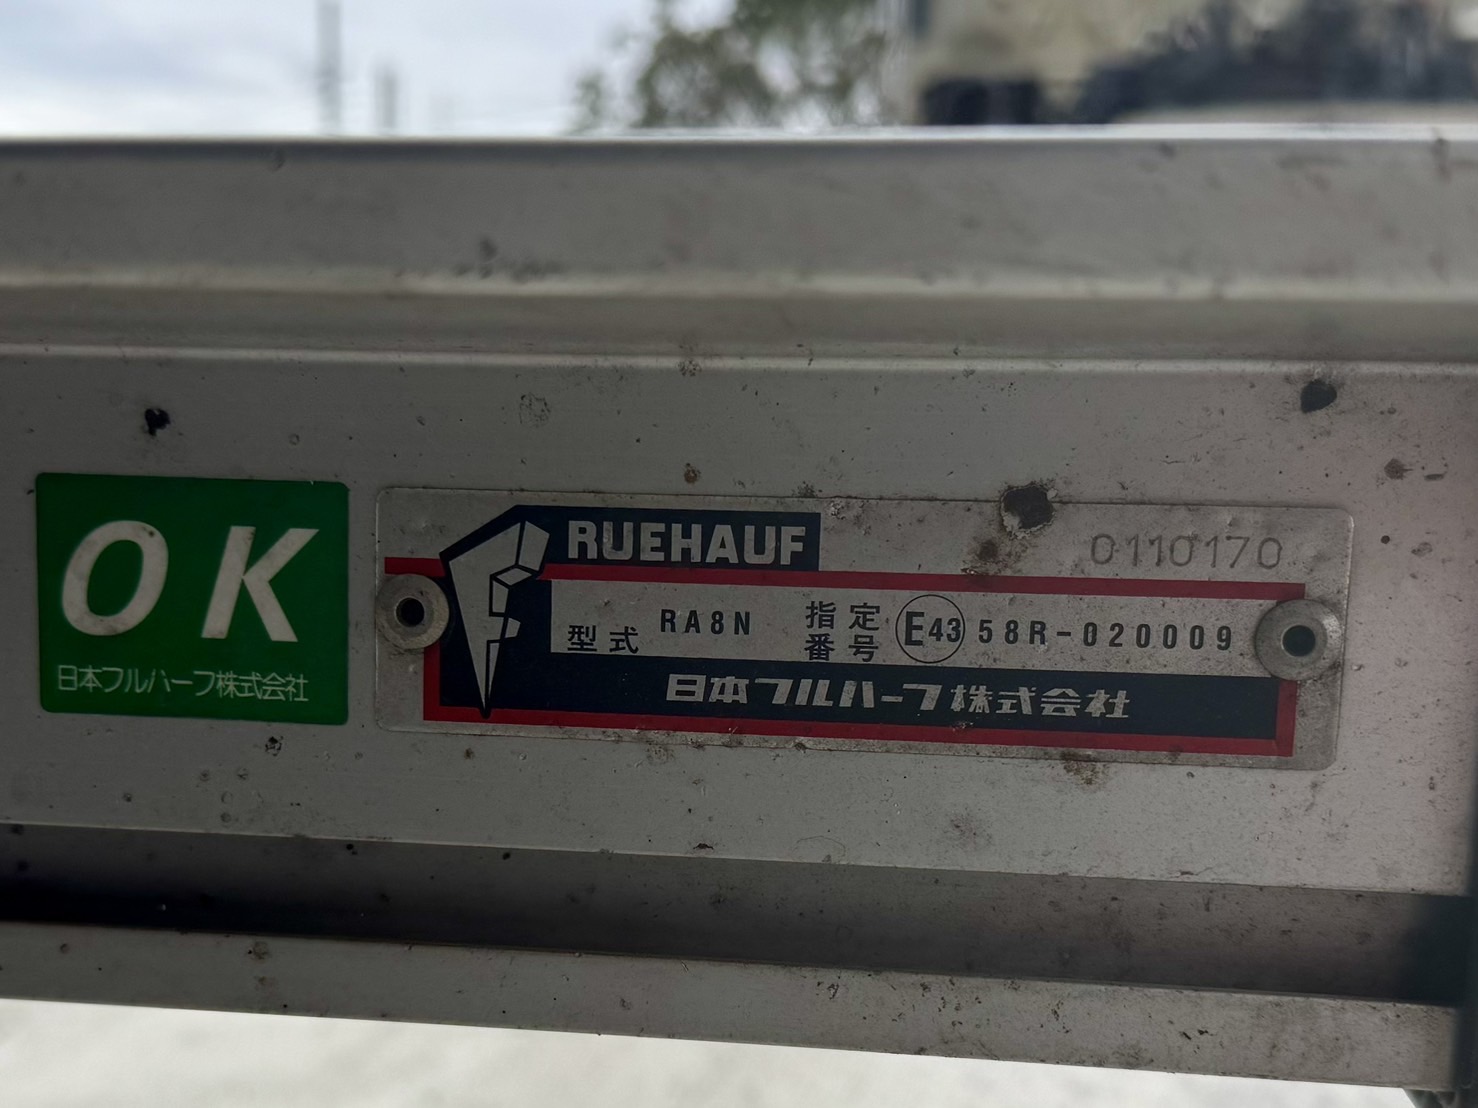 OK
日本フルハーフ株式会社
FRUEHAUF
0110170
型式 RA8N 指定番号 E43 58R-020009
日本フルハーフ株式会社